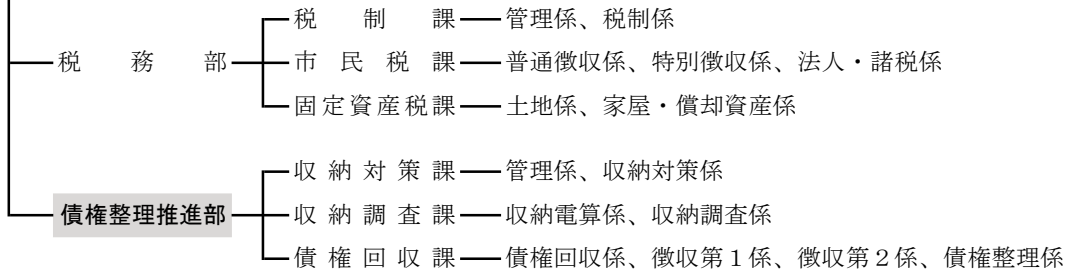 税制課 管理係、税制係
税務部 市民税課 普通徴収係、特別徴収係、法人・諸税係
固定資産税課 土地係、家屋・償却資産係
収納対策課 管理係、収納対策係
債権整理推進部 収納調査課 収納電算係、収納調査係
債権回収課 債権回収係、徴収第１係、徴収第２係、債権整理係